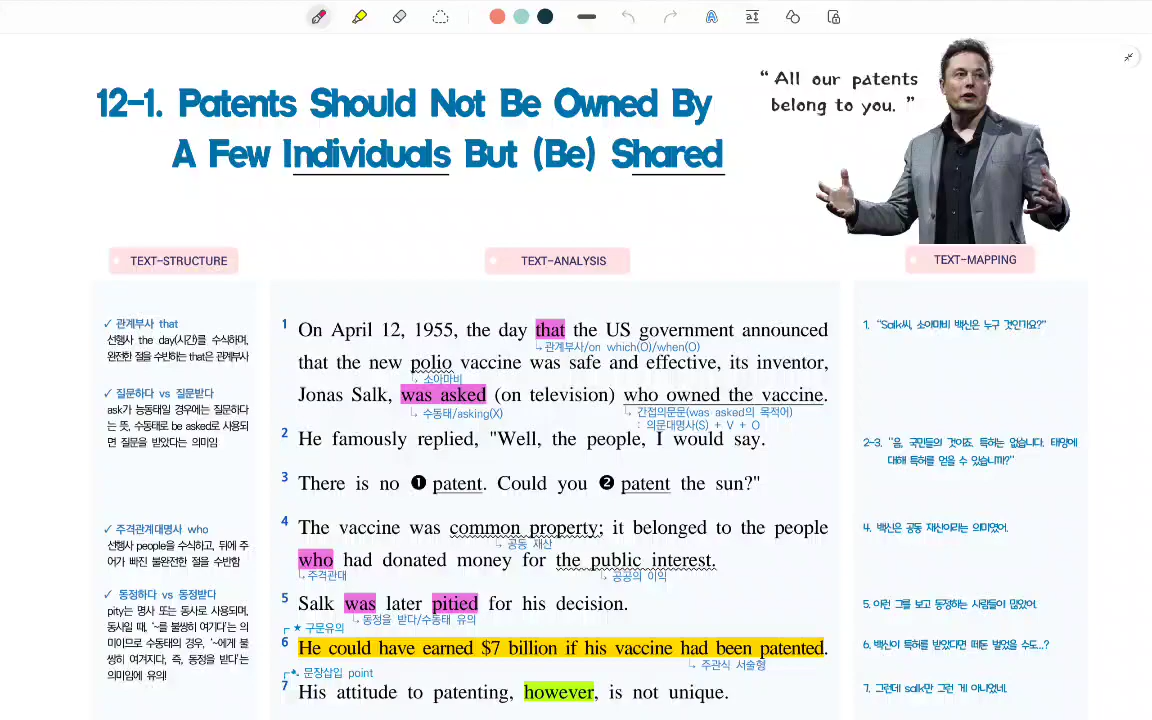 12-1. Patents Should Not Be Owned By
A Few Individuals But (Be) Shared
“ All our patents
belong to you. ”
TEXT-STRUCTURE
TEXT-ANALYSIS
TEXT-MAPPING
✓ 관계부사 that
선행사 the day(시간)를 수식하며,
완전한 절을 수반하는 that은 관계부사
✓ 질문하다 vs 질문받다
ask가 능동태일 경우에는 질문하다
는 뜻, 수동태로 be asked로 사용되
면 질문을 받았다는 의미임
✓ 주격관계대명사 who
선행사 people을 수식하고, 뒤에 주
어가 빠진 불완전한 절을 수반함
✓ 동정하다 vs 동정받다
pity는 명사 또는 동사로 사용되며,
동사일 때, '~를 불쌍히 여기다'는 의
미이므로 수동태의 경우, '~에게 불
쌍히 여겨지다, 즉, 동정을 받다'는
의미임에 유의!
1 On April 12, 1955, the day that the US government announced
관계부사/on which(O)/when(O)
that the new polio vaccine was safe and effective, its inventor,
소아마비
Jonas Salk, was asked (on television) who owned the vaccine.
수동태/asking(X)
간접의문문(was asked의 목적어)
: 의문대명사(S) + V + O
2 He famously replied, "Well, the people, I would say.
3 There is no ❶ patent. Could you ❷ patent the sun?"
4 The vaccine was common property; it belonged to the people
공동 재산
who had donated money for the public interest.
주격관대
공공의 이익
5 Salk was later pitied for his decision.
동정을 받다/수동태 유의
★ 구문유의
6 He could have earned $7 billion if his vaccine had been patented.
주관식 서술형
*. 문장삽입 point
7 His attitude to patenting, however, is not unique.
1. "Salk씨, 소아마비 백신은 누구 것인가요?"
2-3. "음, 국민들의 것이죠. 특허는 없습니다. 태양에
대해 특허를 얻을 수 있습니까?"
4. 백신은 공동 재산이라는 의미였어.
5. 이런 그를 보고 동정하는 사람들이 많았어.
6. 백신이 특허를 받았다면 떼돈 벌었을 수도...?
7. 그런데 salk만 그런 게 아니었네.